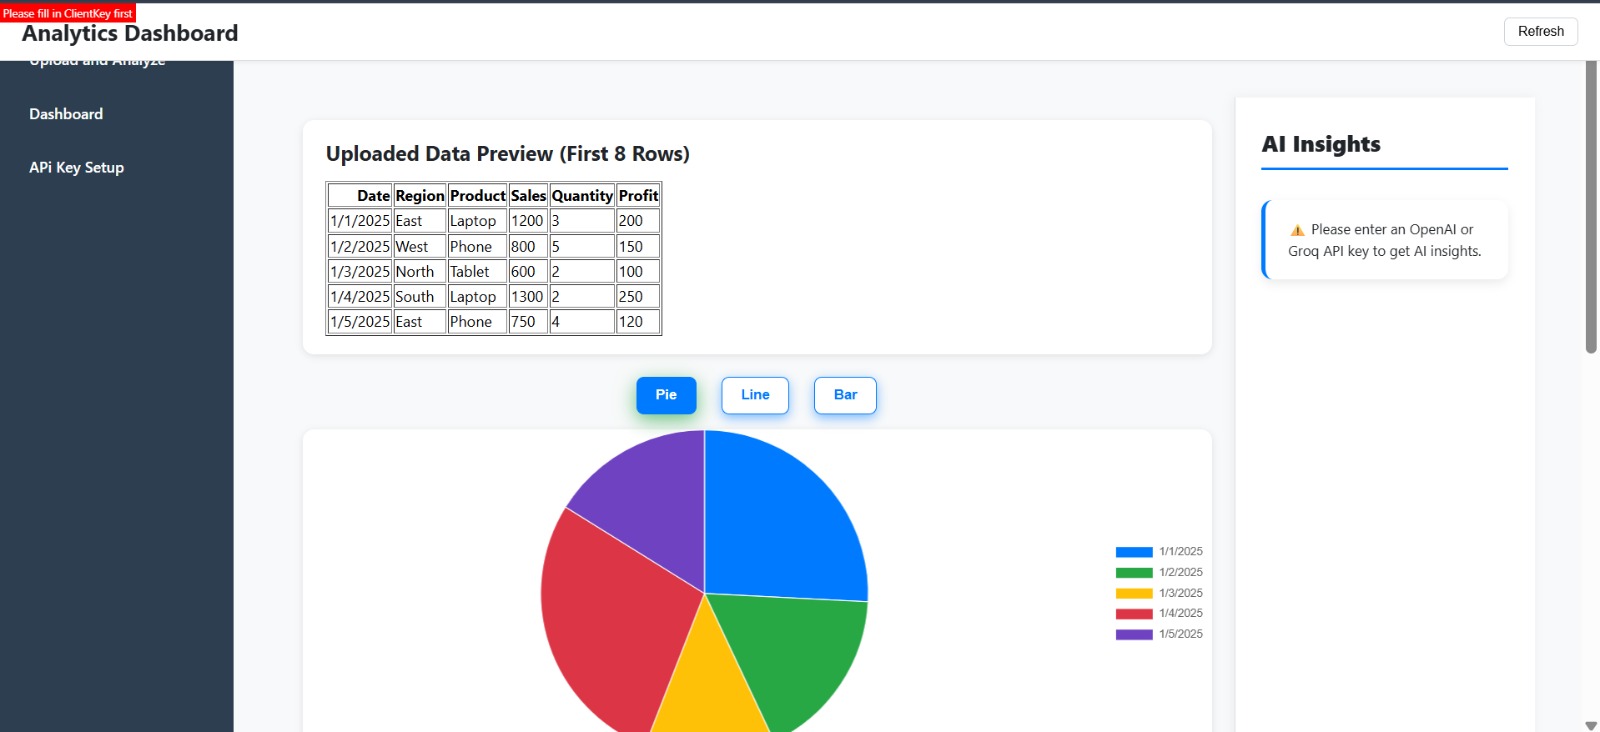 Please fill in ClientKey first
Analytics Dashboard
Refresh
Upload and Analyze
Dashboard
APi Key Setup
Uploaded Data Preview (First 8 Rows)
Date Region Product Sales Quantity Profit
1/1/2025 East Laptop 1200 3 200
1/2/2025 West Phone 800 5 150
1/3/2025 North Tablet 600 2 100
1/4/2025 South Laptop 1300 2 250
1/5/2025 East Phone 750 4 120
Pie Line Bar
1/1/2025
1/2/2025
1/3/2025
1/4/2025
1/5/2025
AI Insights
⚠️ Please enter an OpenAI or
Groq API key to get AI insights.